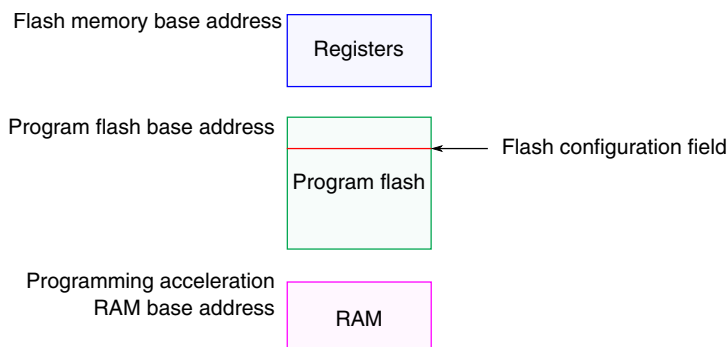 Flash memory base address
Registers
Program flash base address
Flash configuration field
Program flash
Programming acceleration
RAM base address
RAM